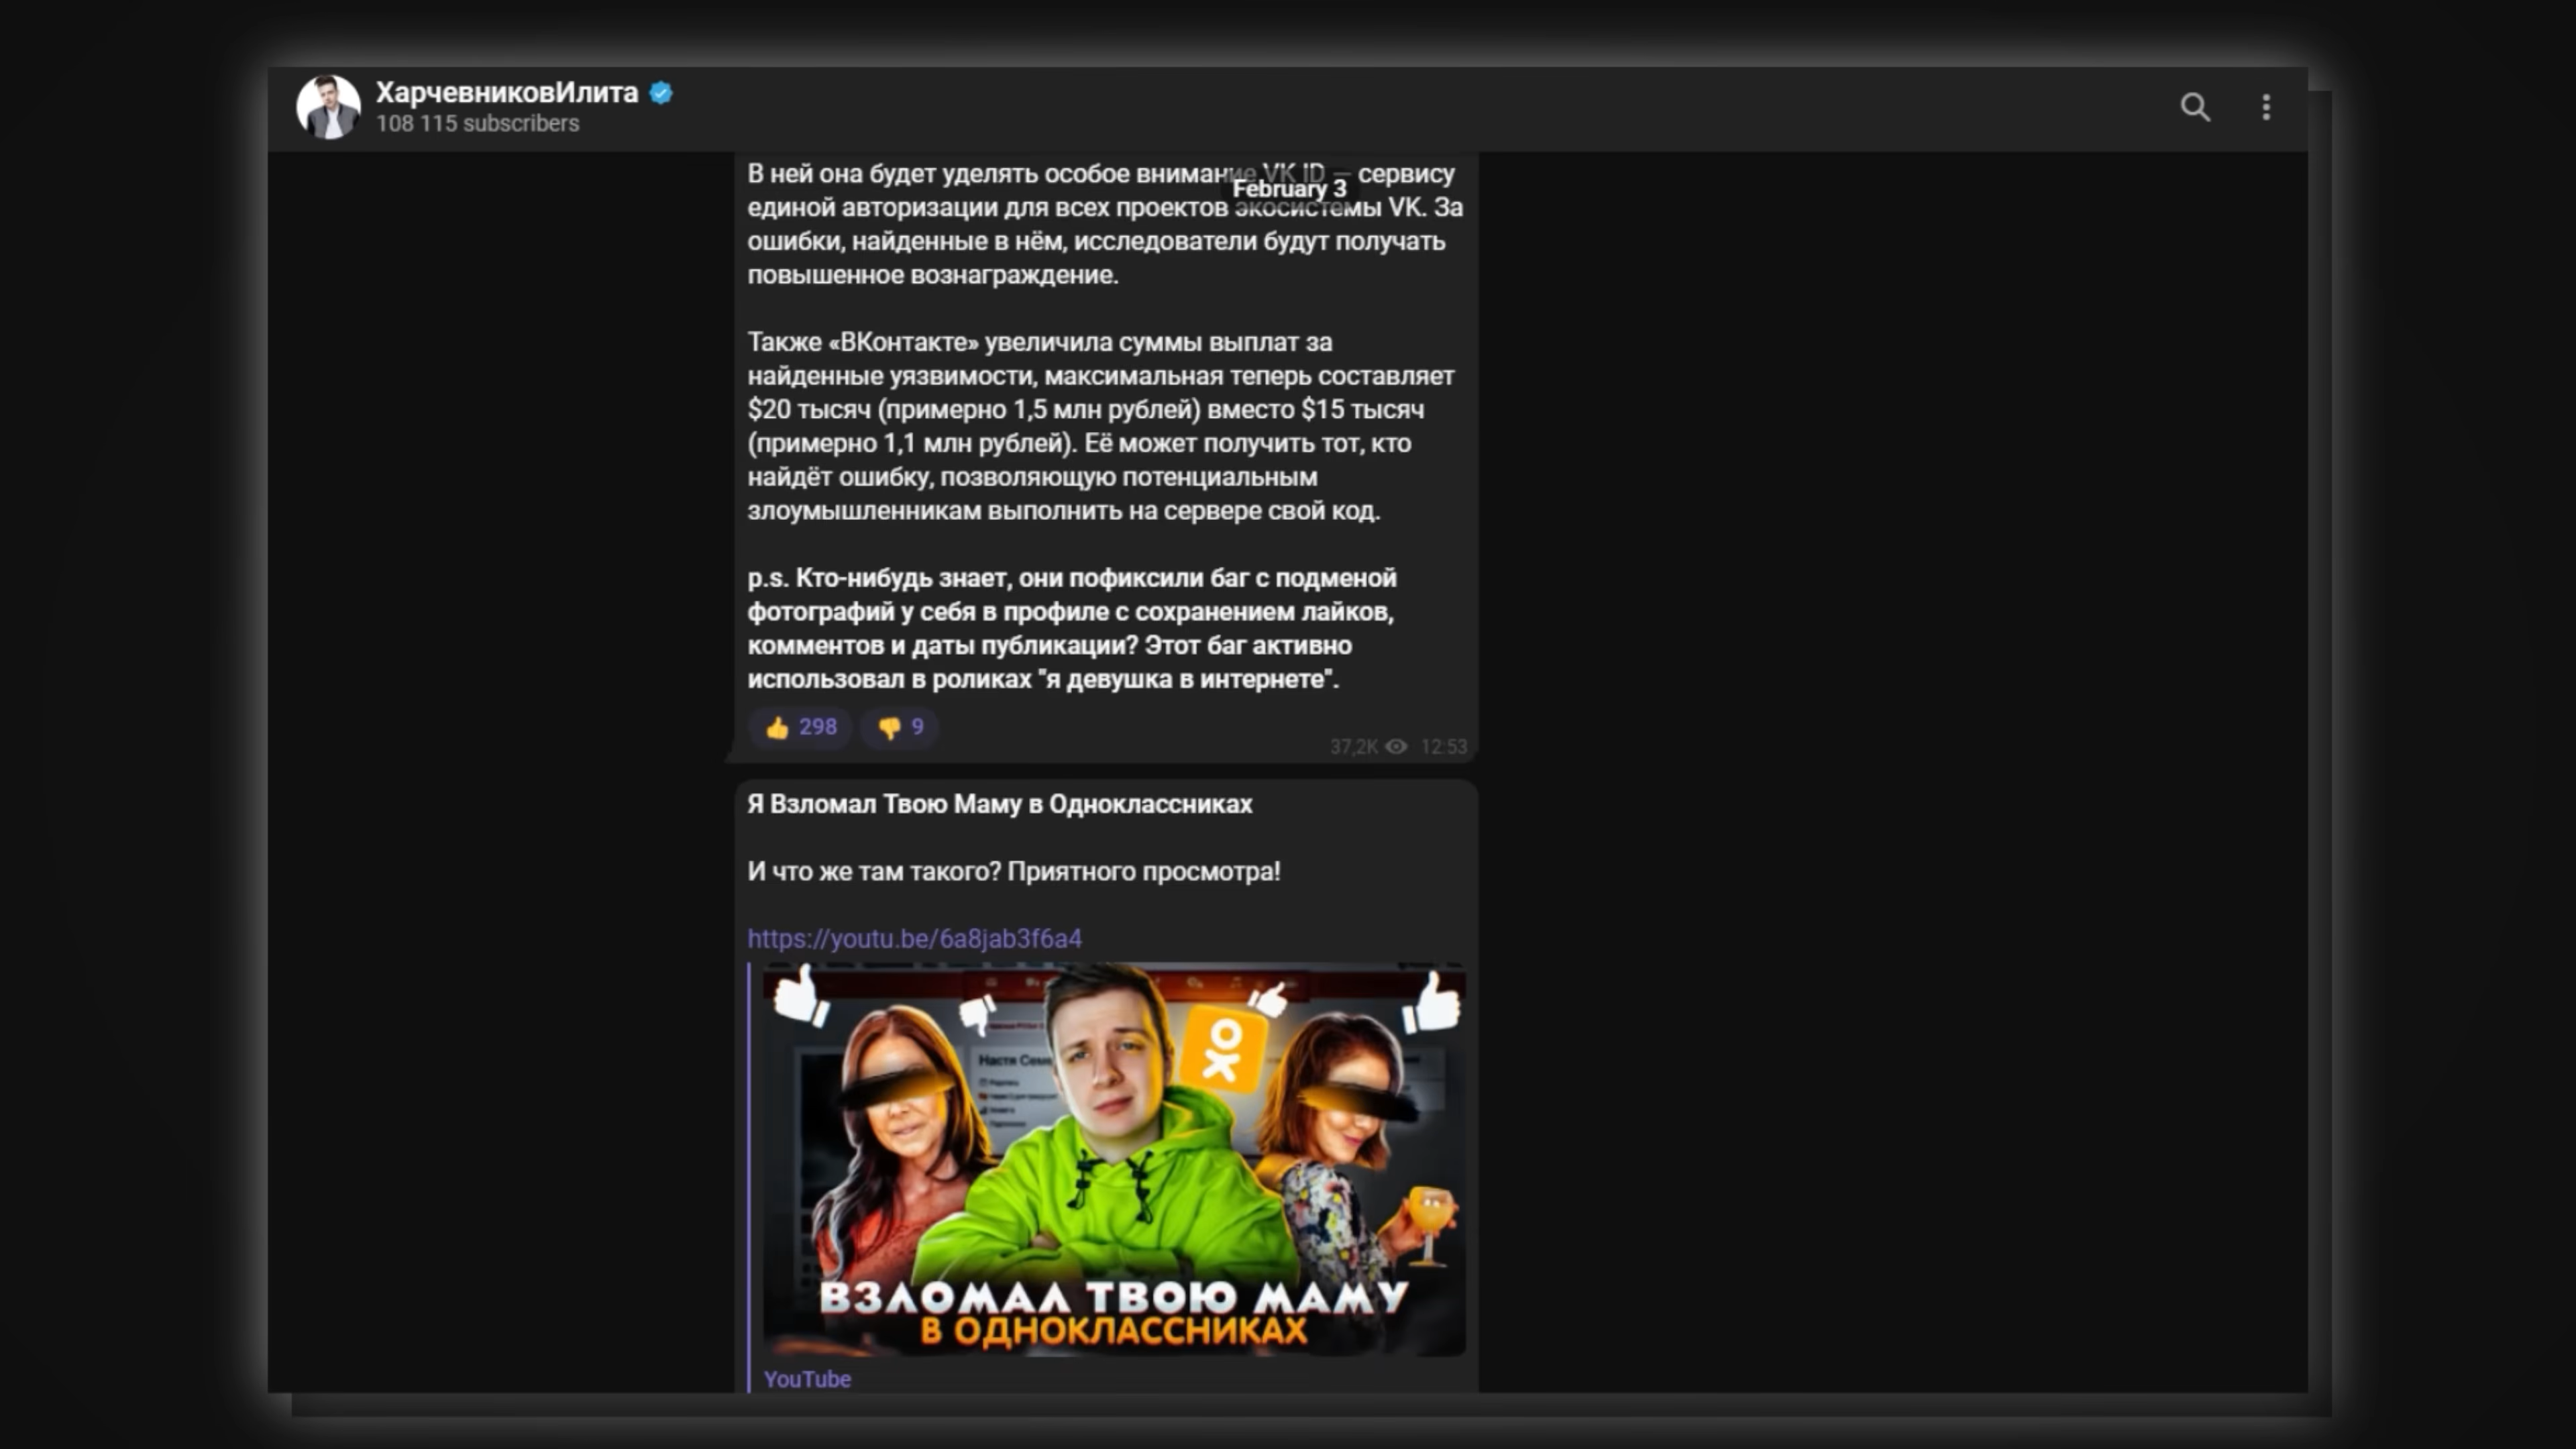 ХарчевниковИлита
108 115 subscribers
В ней она будет уделять особое внимание VK ID — сервису
February 3
единой авторизации для всех проектов экосистемы VK. За
ошибки, найденные в нём, исследователи будут получать
повышенное вознаграждение.
Также «ВКонтакте» увеличила суммы выплат за
найденные уязвимости, максимальная теперь составляет
$20 тысяч (примерно 1,5 млн рублей) вместо $15 тысяч
(примерно 1,1 млн рублей). Её может получить тот, кто
найдёт ошибку, позволяющую потенциальным
злоумышленникам выполнить на сервере свой код.
p.s. Кто-нибудь знает, они пофиксили баг с подменой
фотографий у себя в профиле с сохранением лайков,
комментов и даты публикации? Этот баг активно
использовал в роликах "я девушка в интернете".
298 9
37,2K 12:53
Я Взломал Твою Маму в Одноклассниках
И что же там такого? Приятного просмотра!
https://youtu.be/6a8jab3f6a4
Настя
ВЗЛОМАЛ ТВОЮ МАМУ
В ОДНОКЛАССНИКАХ
YouTube